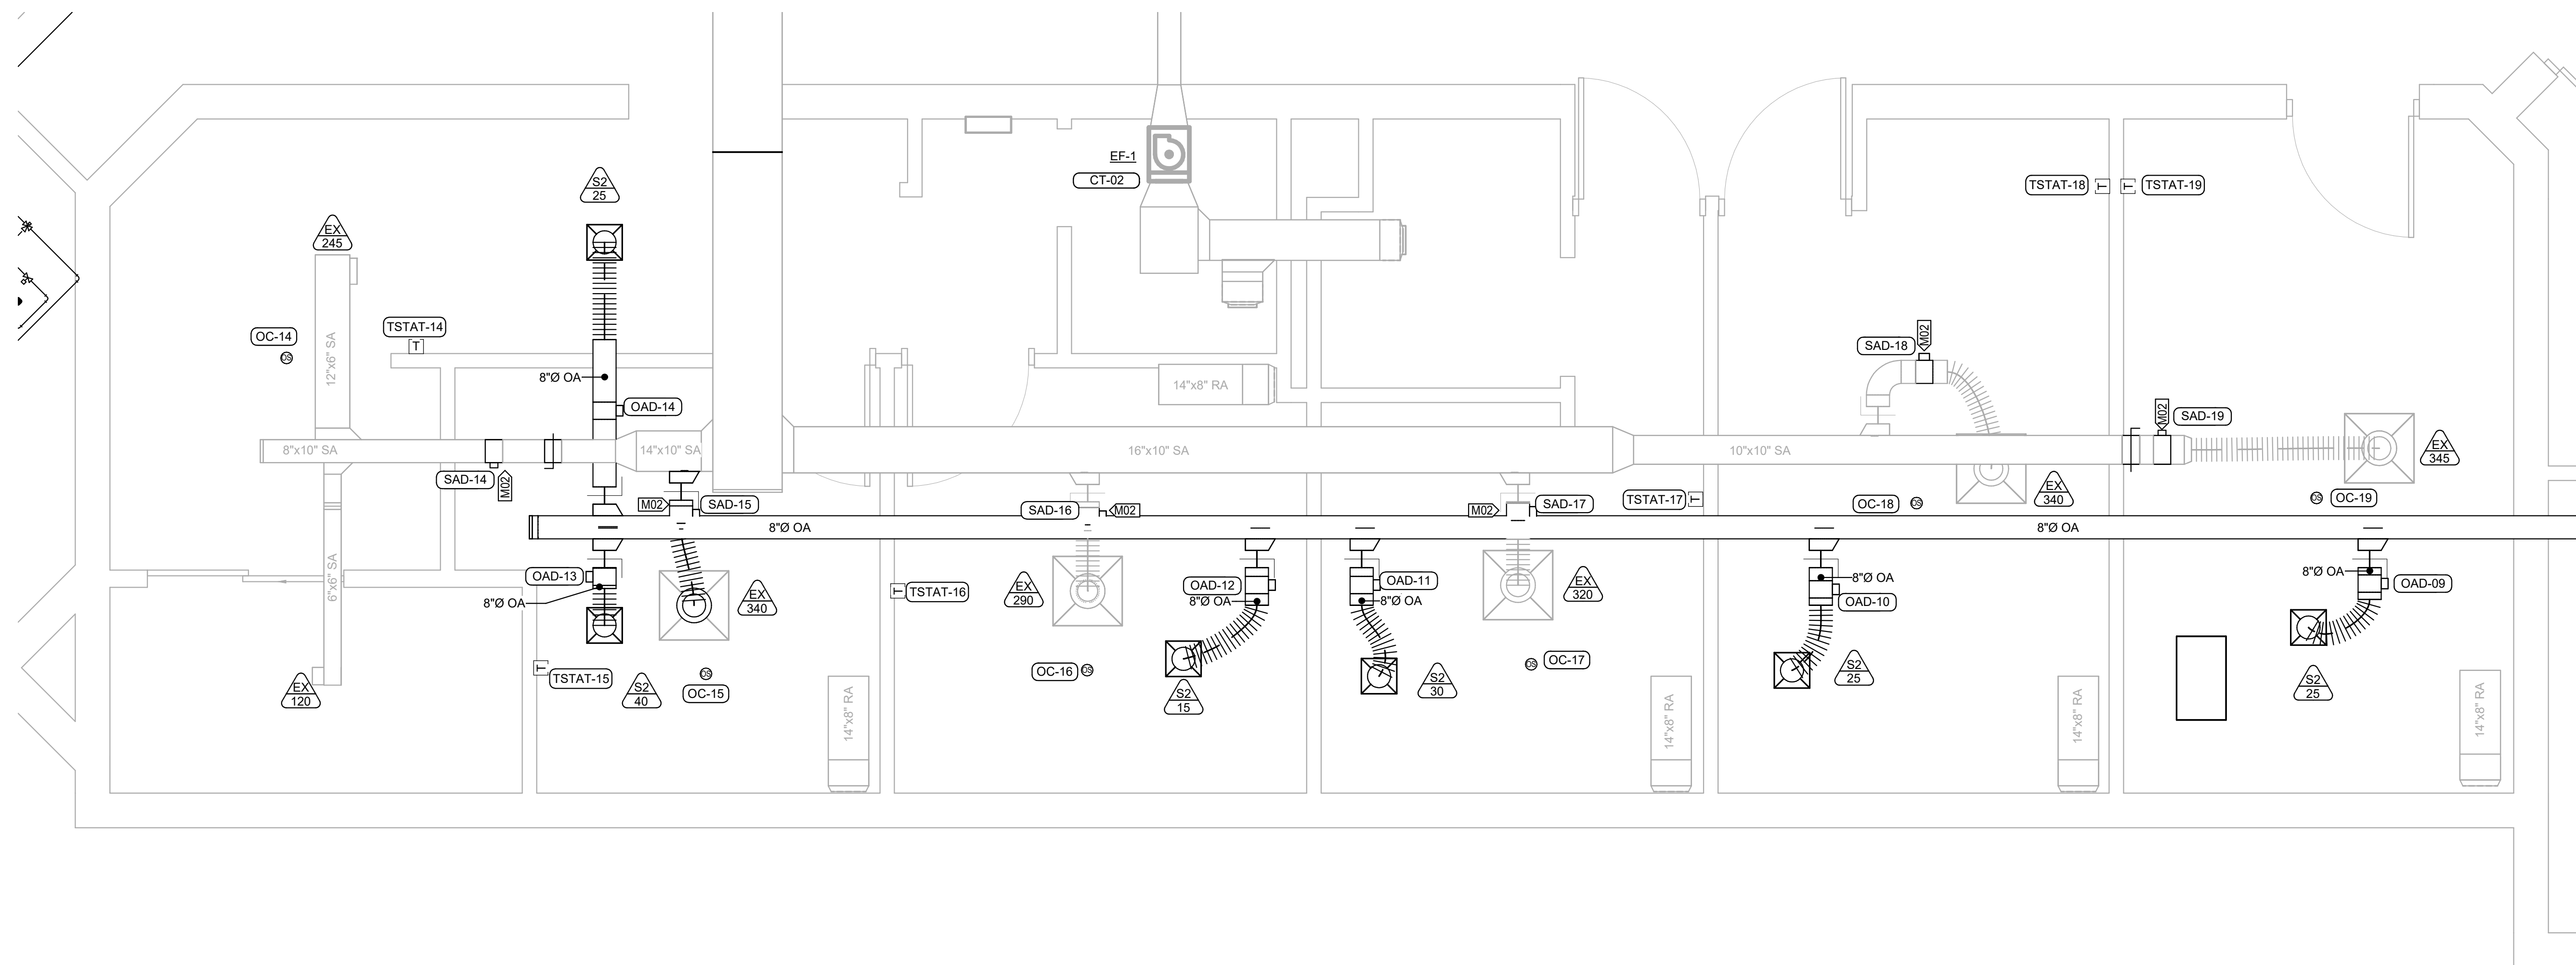 EF-1
CT-02
S2
25
TSTAT-18
T
T
TSTAT-19
EX
245
TSTAT-14
T
OC-14
OS
12"x6" SA
8"Ø OA
OAD-14
14"x8" RA
SAD-18
M02
M02
SAD-19
8"x10" SA
14"x10" SA
16"x10" SA
10"x10" SA
EX
345
SAD-14
M02
M02
SAD-15
SAD-16
M02
M02
SAD-17
TSTAT-17
T
OC-18
OS
EX
340
OS
OC-19
8"Ø OA
8"Ø OA
6"x6" SA
OAD-13
8"Ø OA
EX
340
T
TSTAT-16
EX
290
OAD-12
8"Ø OA
OAD-11
8"Ø OA
EX
320
8"Ø OA
OAD-10
8"Ø OA
OAD-09
EX
120
T
TSTAT-15
S2
40
OS
OC-15
14"x8" RA
OC-16
OS
S2
15
S2
30
OS
OC-17
14"x8" RA
S2
25
14"x8" RA
S2
25
14"x8" RA